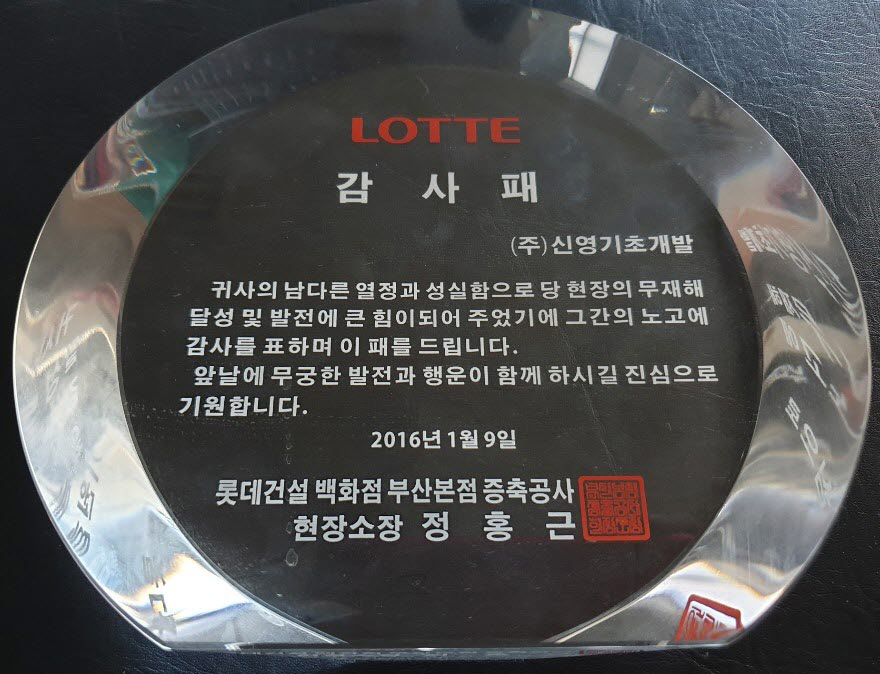 LOTTE
감 사 패
(주)신영기초개발
귀사의 남다른 열정과 성실함으로 당 현장의 무재해
달성 및 발전에 큰 힘이되어 주었기에 그간의 노고에
감사를 표하며 이 패를 드립니다.
앞날에 무궁한 발전과 행운이 함께 하시길 진심으로
기원합니다.
2016년 1월 9일
롯데건설 백화점 부산본점 증축공사
현장소장 정 홍 근